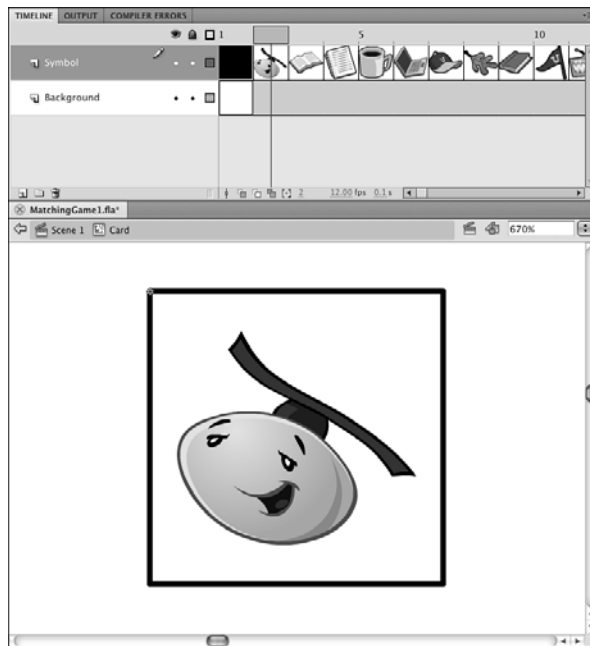 TIMELINE OUTPUT COMPILER ERRORS
1 5 10
Symbol
Background
2 12.00 fps 0.1 s
MatchingGame1.fla*
Scene 1 Card 670%